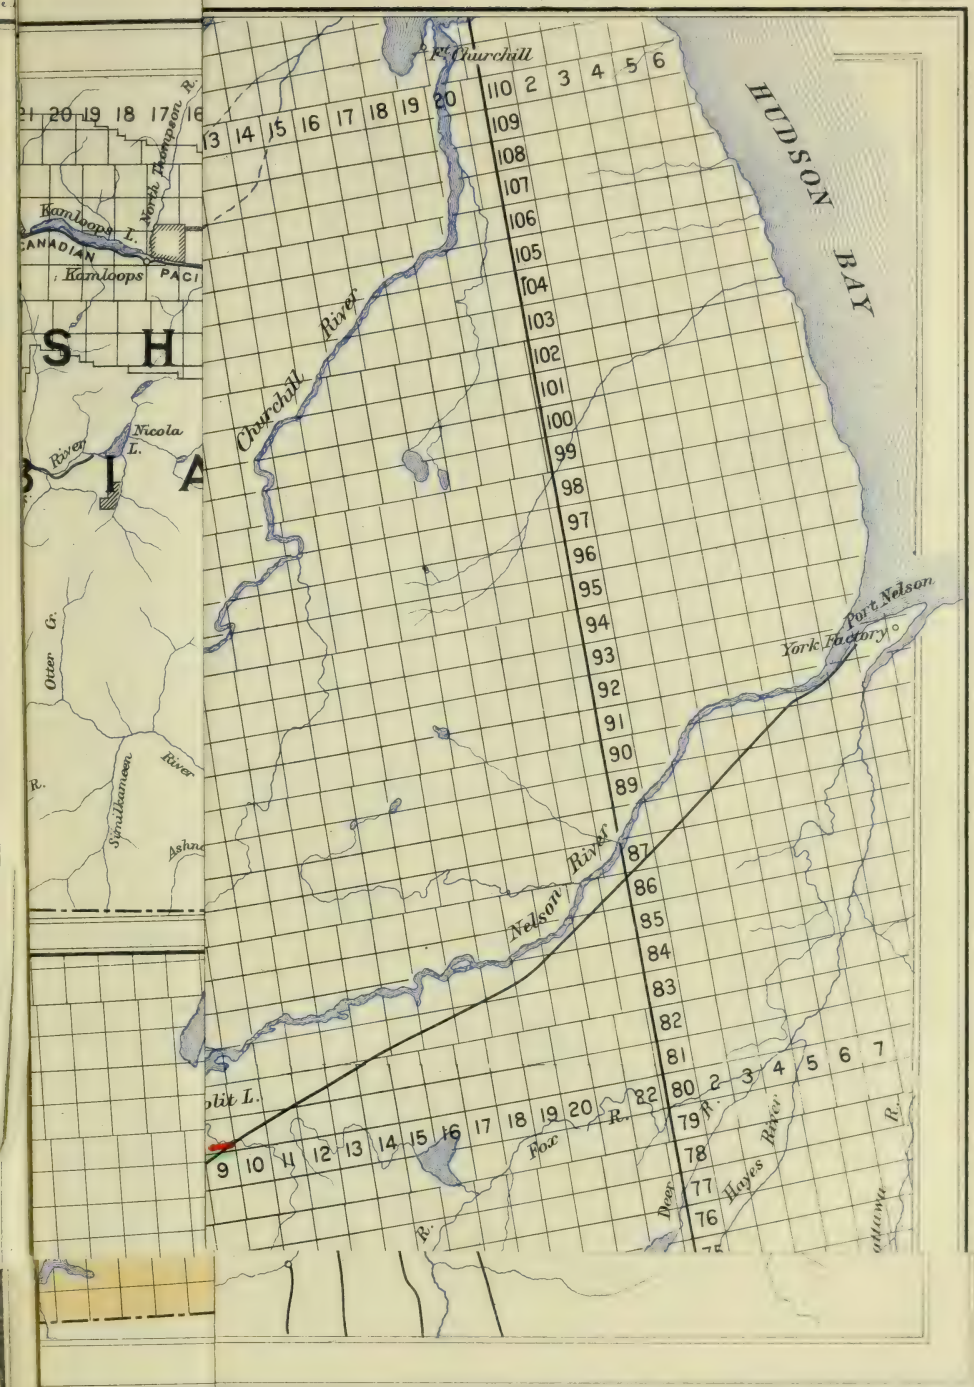 21 20 19 18 17 16
North Thompson R.
Kamloops L.
CANADIAN
PACI
Kamloops
S H
Nicola
L.
River
I A
Otter G.
R.
Similkameen
River
Ashno
Ft. Churchill
13 14 15 16 17 18 19 20
110 2 3 4 5 6
109
108
107
106
105
104
103
102
101
100
99
98
97
96
95
94
93
92
91
90
89
87
86
85
84
83
82
81
80 2 3 4 5 6 7
79
78
77
76
75
HUDSON BAY
Churchill River
Port Nelson
York Factory
Nelson River
plit L.
9 10 11 12 13 14 15 16 17 18 19 20 22
Fox R.
R.
Deer R.
Hayes River
attawa R.